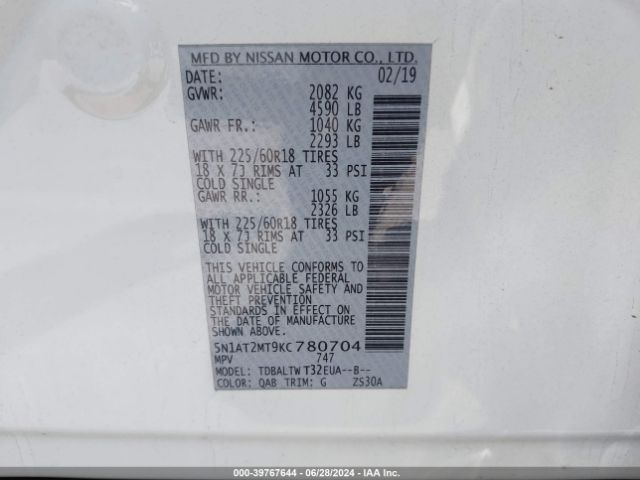 MFD BY NISSAN MOTOR CO., LTD.
DATE: 02/19
GVWR: 2082 KG
4590 LB
GAWR FR.: 1040 KG
2293 LB
WITH 225/60R18 TIRES
18 X 7J RIMS AT 33 PSI
COLD SINGLE
GAWR RR.: 1055 KG
2326 LB
WITH 225/60R18 TIRES
18 X 7J RIMS AT 33 PSI
COLD SINGLE
THIS VEHICLE CONFORMS TO
ALL APPLICABLE FEDERAL
MOTOR VEHICLE SAFETY AND
THEFT PREVENTION
STANDARDS IN EFFECT ON
THE DATE OF MANUFACTURE
SHOWN ABOVE.
5N1AT2MT9KC780704
MPV 747
MODEL: TDBALTWT32EUA--B--
COLOR: QAB TRIM: G ZS30A
000-39767644 / 06/28/2024 / IAA Inc.